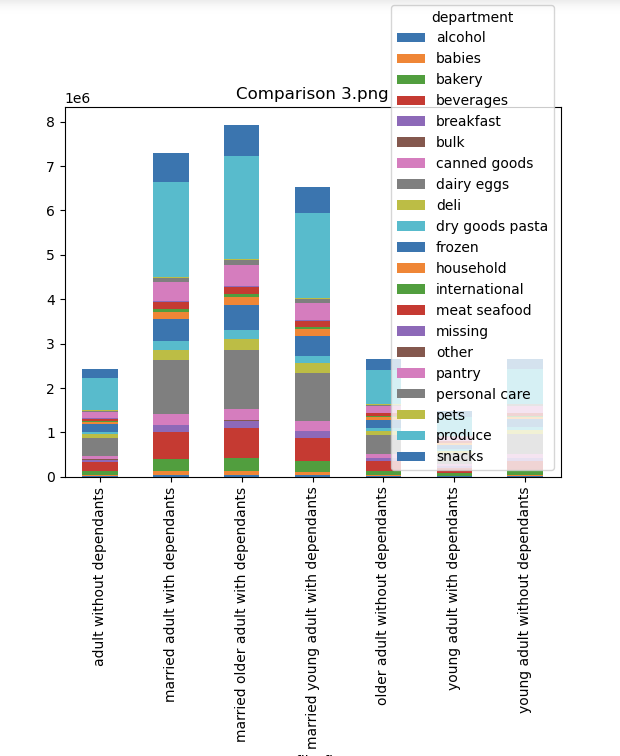 department
alcohol
babies
bakery
beverages
breakfast
bulk
canned goods
dairy eggs
deli
dry goods pasta
frozen
household
international
meat seafood
missing
other
pantry
personal care
pets
produce
snacks
Comparison 3.png
1e6
8
7
6
5
4
3
2
1
0
adult without dependants
married adult with dependants
married older adult with dependants
married young adult with dependants
older adult without dependants
young adult with dependants
young adult without dependants